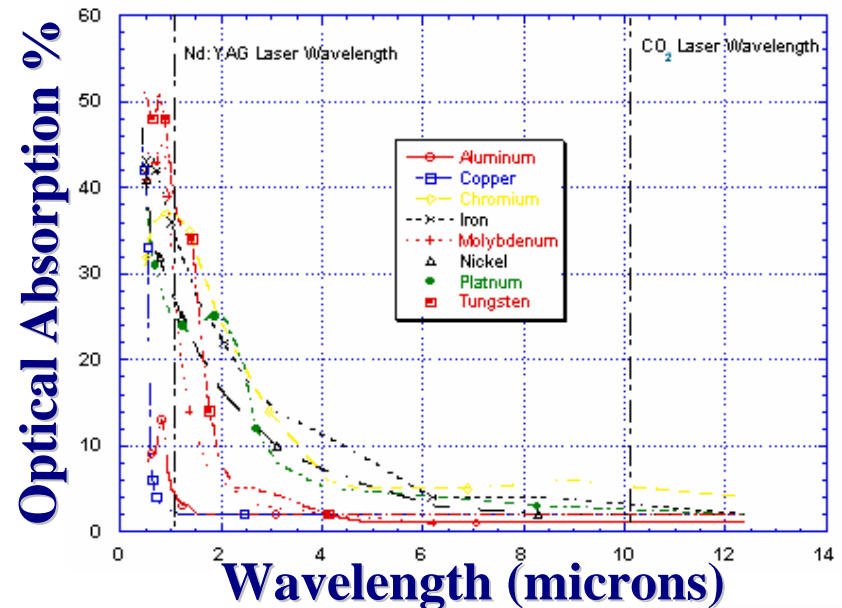 Optical Absorption %
60
50
40
30
20
10
0
Nd:YAG Laser Wavelength
CO2 Laser Wavelength
Aluminum
Copper
Chromium
Iron
Molybdenum
Nickel
Platnum
Tungsten
0 2 4 6 8 10 12 14
Wavelength (microns)